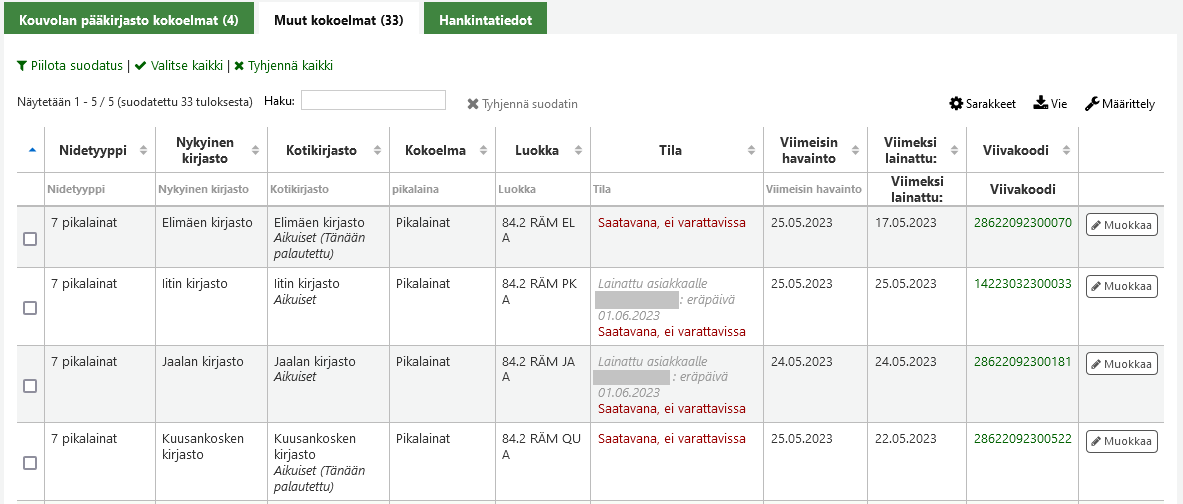 Kouvolan pääkirjasto kokoelmat (4) Muut kokoelmat (33) Hankintatiedot
Piilota suodatus | Valitse kaikki | Tyhjennä kaikki
Näytetään 1 - 5 / 5 (suodatettu 33 tuloksesta) Haku: Tyhjennä suodatin Sarakkeet Vie Määrittely
Nidetyyppi Nykyinen kirjasto Kotikirjasto Kokoelma Luokka Tila Viimeisin havainto Viimeksi lainattu: Viivakoodi
Nidetyyppi Nykyinen kirjasto Kotikirjasto pikalaina Luokka Tila Viimeisin havainto Viimeksi lainattu: Viivakoodi
7 pikalainat Elimäen kirjasto Elimäen kirjasto Pikalainat 84.2 RÄM EL Saatavana, ei varattavissa 25.05.2023 17.05.2023 28622092300070 Muokkaa
Aikuiset (Tänään A
palautettu)
7 pikalainat Iitin kirjasto Iitin kirjasto Pikalainat 84.2 RÄM PK Lainattu asiakkaalle 25.05.2023 25.05.2023 14223032300033 Muokkaa
Aikuiset A : eräpäivä
01.06.2023
Saatavana, ei varattavissa
7 pikalainat Jaalan kirjasto Jaalan kirjasto Pikalainat 84.2 RÄM JA Lainattu asiakkaalle 24.05.2023 24.05.2023 28622092300181 Muokkaa
Aikuiset A : eräpäivä
01.06.2023
Saatavana, ei varattavissa
7 pikalainat Kuusankosken Kuusankosken Pikalainat 84.2 RÄM QU Saatavana, ei varattavissa 25.05.2023 22.05.2023 28622092300522 Muokkaa
kirjasto kirjasto A
Aikuiset (Tänään
palautettu)